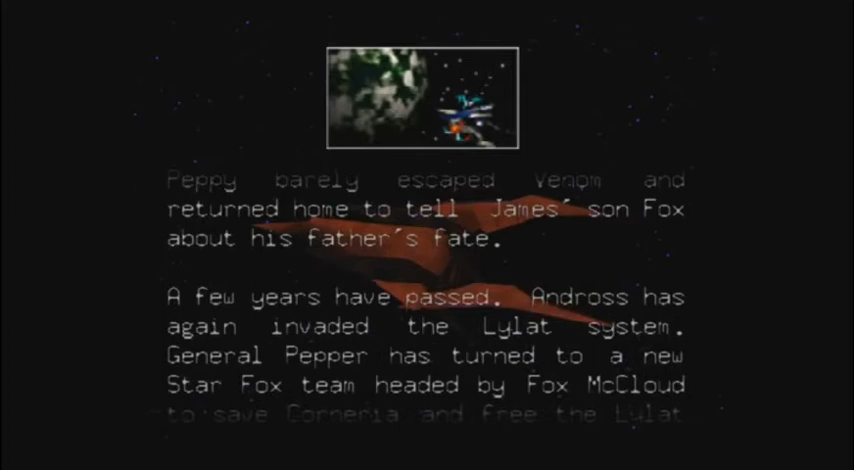 Peppy barely escaped Venom and
returned home to tell James' son Fox
about his father's fate.
A few years have passed. Andross has
again invaded the Lylat system.
General Pepper has turned to a new
Star Fox team headed by Fox McCloud
to save Corneria and free the Lylat